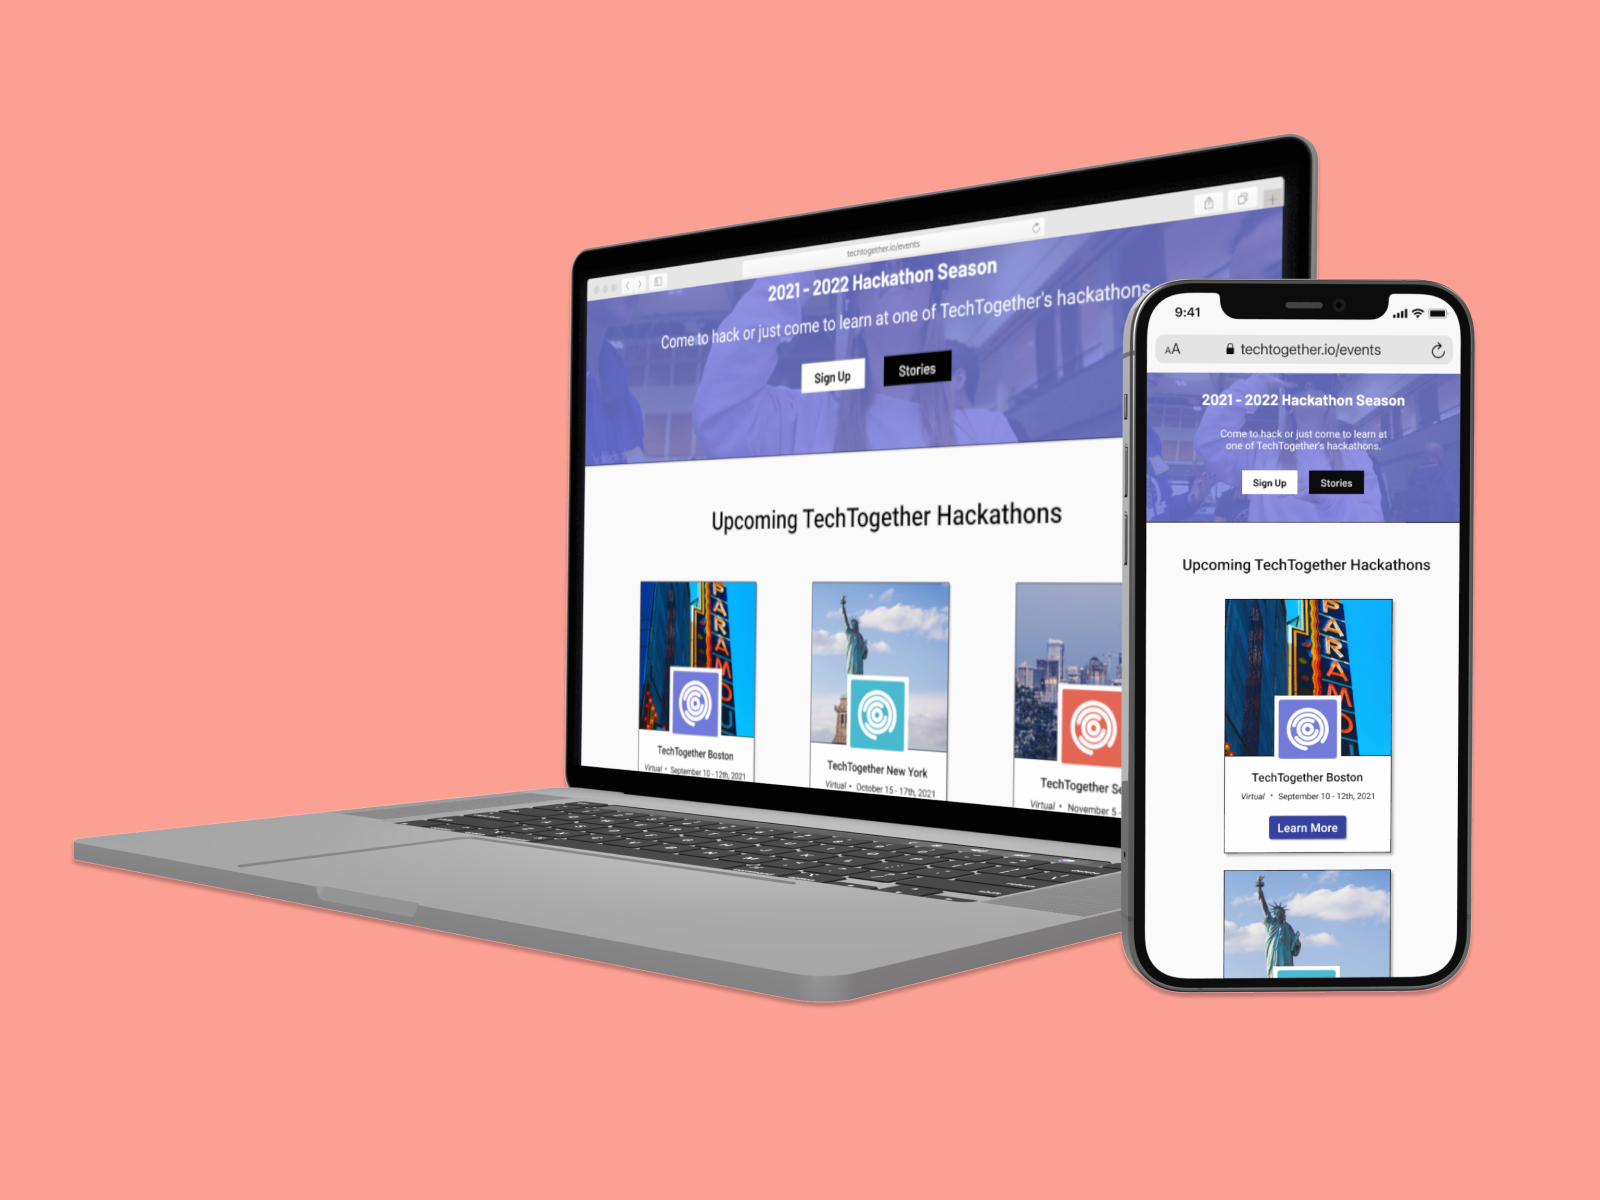 techtogether.io/events
2021 - 2022 Hackathon Season
Come to hack or just come to learn at one of TechTogether's hackathons
Sign Up
Stories
Upcoming TechTogether Hackathons
PARAMOU
TechTogether Boston
Virtual • September 10 - 12th, 2021
TechTogether New York
Virtual • October 15 - 17th, 2021
TechTogether Se
Virtual • November 5 -
9:41
AA
techtogether.io/events
2021 - 2022 Hackathon Season
Come to hack or just come to learn at
one of TechTogether's hackathons.
Sign Up
Stories
Upcoming TechTogether Hackathons
PARAMO
TechTogether Boston
Virtual • September 10 - 12th, 2021
Learn More